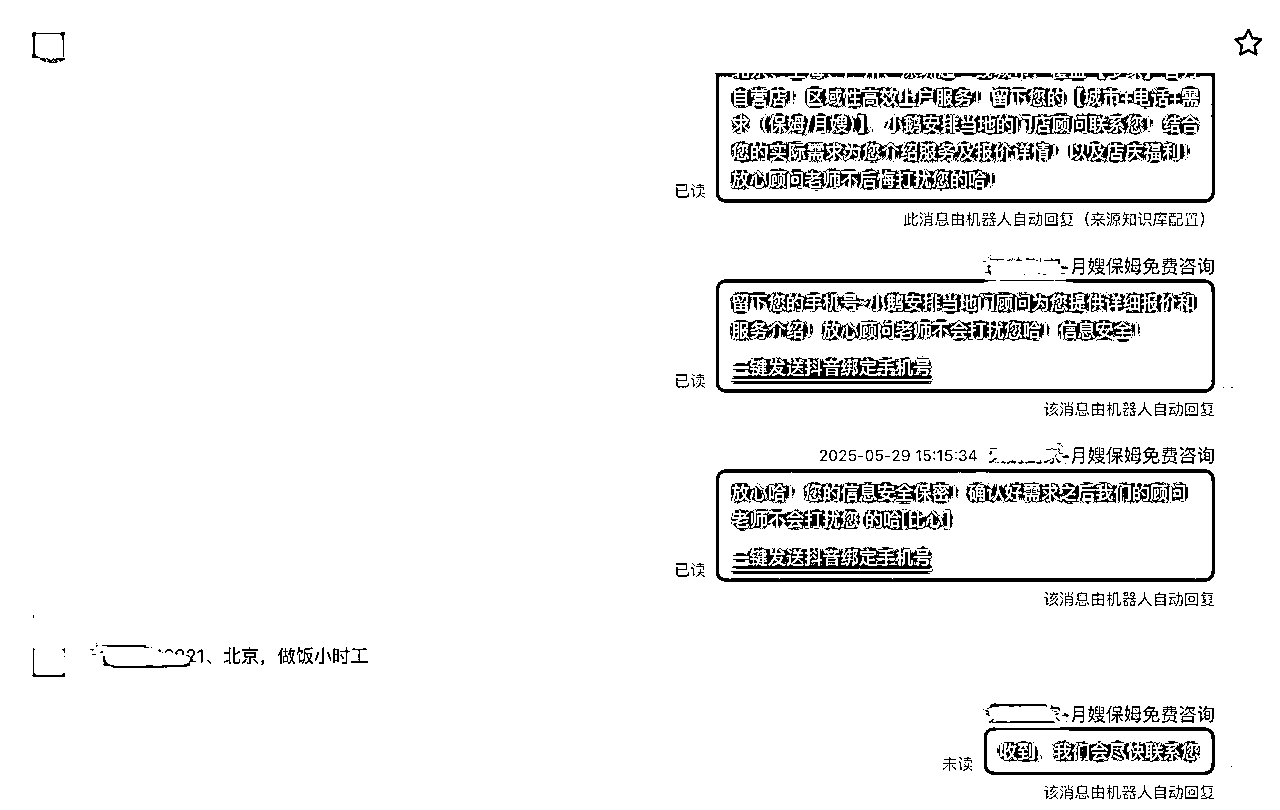 自营店！区域性高效上户服务！留下您的【城市+电话+需
求（保姆/月嫂)】，小鹅安排当地的门店顾问联系您！结合
您的实际需求为您介绍服务及报价详情！以及店庆福利！
放心顾问老师不后悔打扰您的哈！
已读
此消息由机器人自动回复（来源知识库配置）
-月嫂保姆免费咨询
留下您的手机号~小鹅安排当地门顾问为您提供详细报价和
服务介绍！放心顾问老师不会打扰您哈！信息安全！
一键发送抖音绑定手机号
已读
该消息由机器人自动回复
2025-05-29 15:15:34 -月嫂保姆免费咨询
放心哈！您的信息安全保密！确认好需求之后我们的顾问
老师不会打扰您 的哈[比心]
一键发送抖音绑定手机号
已读
该消息由机器人自动回复
21、北京，做饭小时工
-月嫂保姆免费咨询
收到，我们会尽快联系您
未读
该消息由机器人自动回复